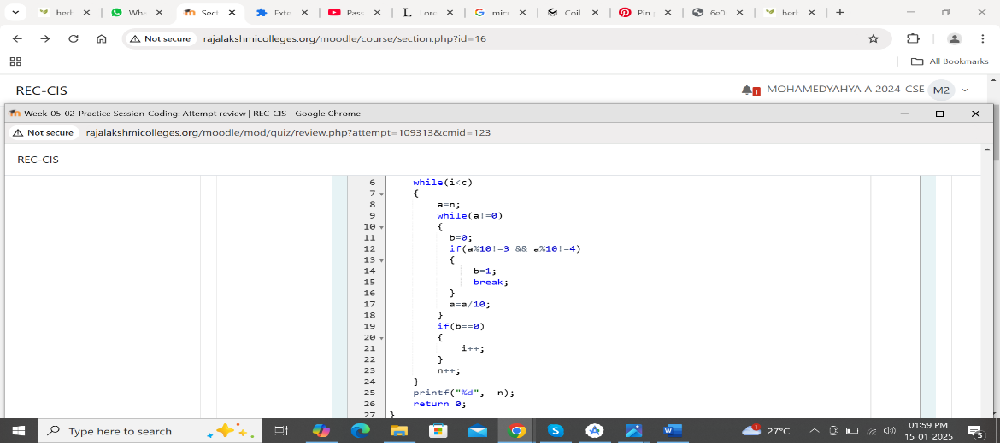 herb
Wha
Sect
Exte
Pass
Lore
micr
Coil
Pin
6e0
herb
Not secure rajalakshmicolleges.org/moodle/course/section.php?id=16
All Bookmarks
REC-CIS
1 MOHAMEDYAHYA A 2024-CSE M2
Week-05-02-Practice Session-Coding: Attempt review | REC-CIS - Google Chrome
Not secure rajalakshmicolleges.org/moodle/mod/quiz/review.php?attempt=109313&cmid=123
REC-CIS
6 while(i<c)
7 {
8 a=n;
9 while(a!=0)
10 {
11 b=0;
12 if(a%10!=3 && a%10!=4)
13 {
14 b=1;
15 break;
16 }
17 a=a/10;
18 }
19 if(b==0)
20 {
21 i++;
22 }
23 n++;
24 }
25 printf("%d",--n);
26 return 0;
27 }
Type here to search
1 27°C
01:59 PM
15-01-2025
5